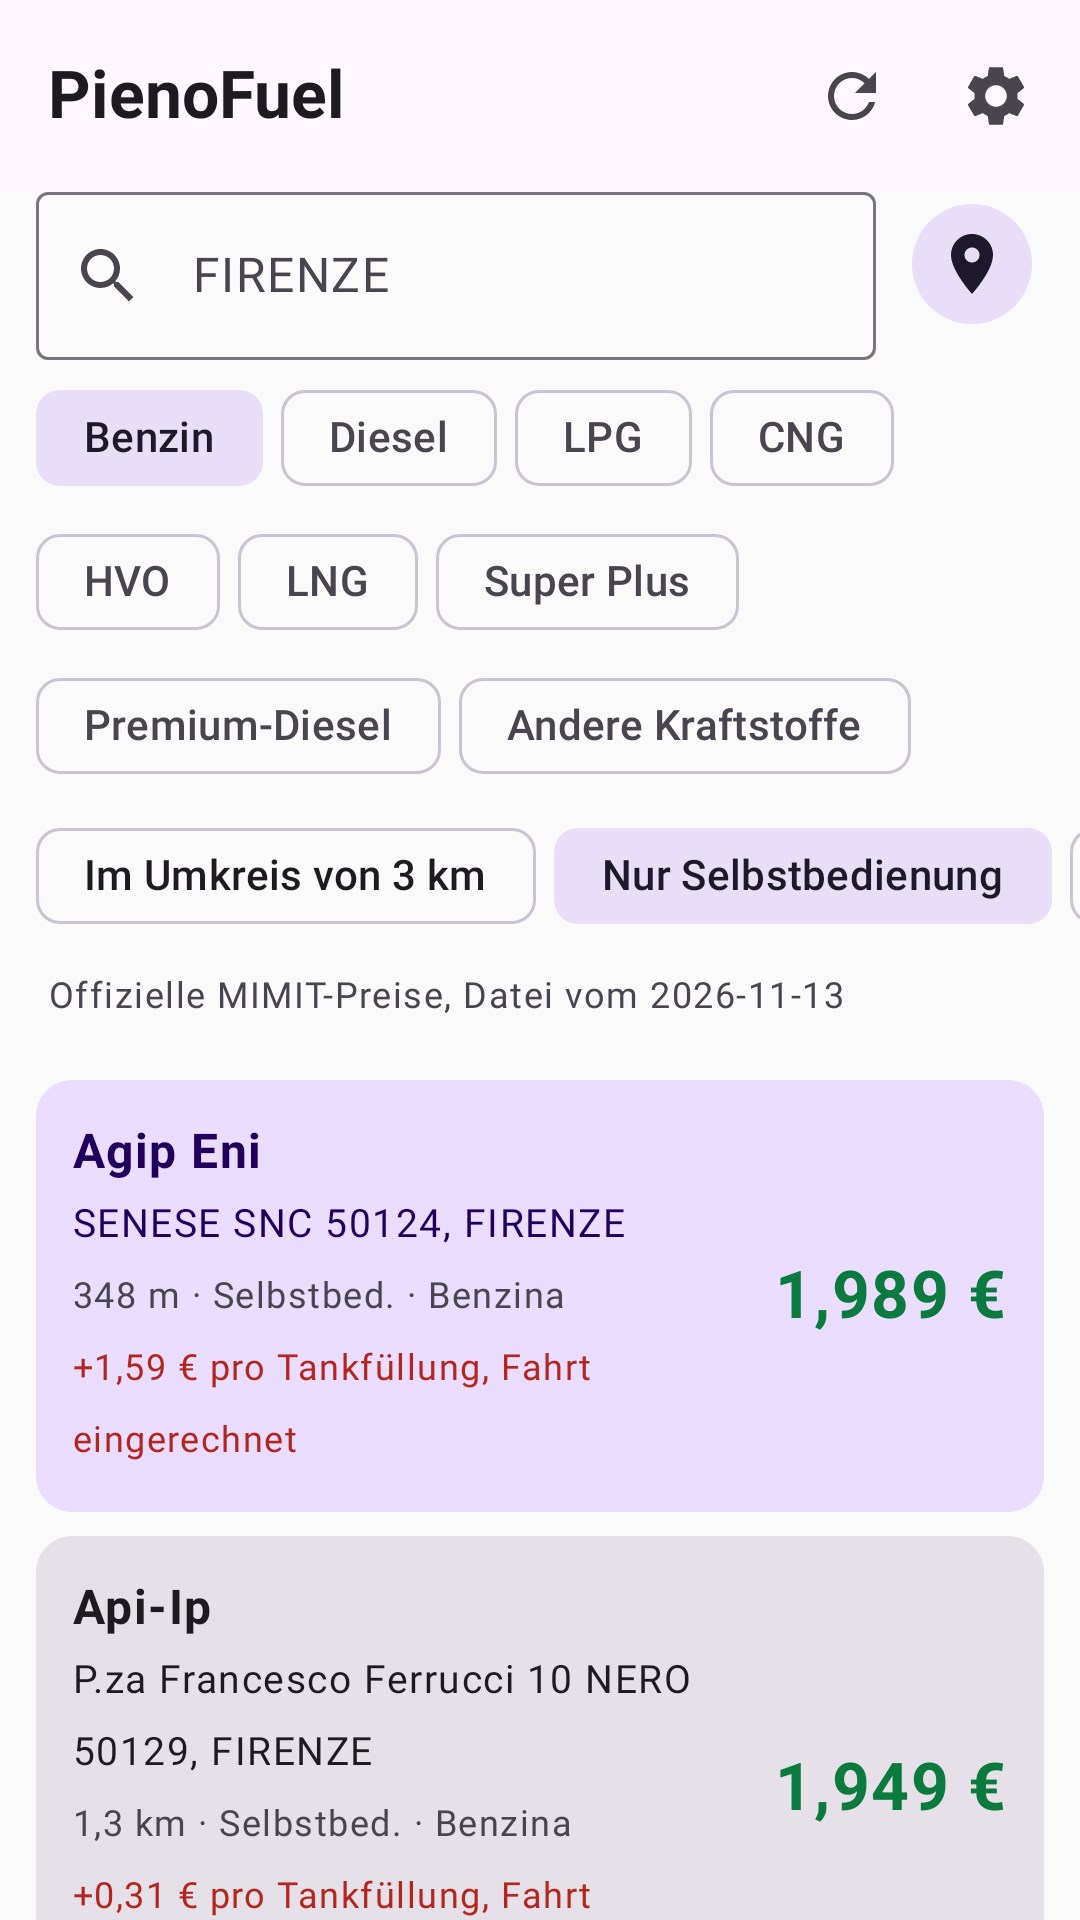 PienoFuel
FIRENZE
Benzin
Diesel
LPG
CNG
HVO
LNG
Super Plus
Premium-Diesel
Andere Kraftstoffe
Im Umkreis von 3 km
Nur Selbstbedienung
Offizielle MIMIT-Preise, Datei vom 2026-11-13
Agip Eni
SENESE SNC 50124, FIRENZE
348 m · Selbstbed. · Benzina
+1,59 € pro Tankfüllung, Fahrt
eingerechnet
1,989 €
Api-Ip
P.za Francesco Ferrucci 10 NERO
50129, FIRENZE
1,3 km · Selbstbed. · Benzina
+0,31 € pro Tankfüllung, Fahrt
1,949 €